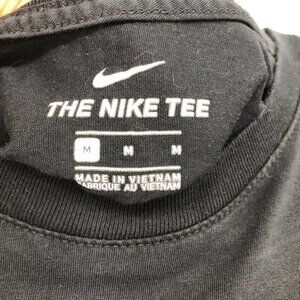 THE NIKE TEE
M M M
MADE IN VIETNAM
FABRIQUE AU VIETNAM